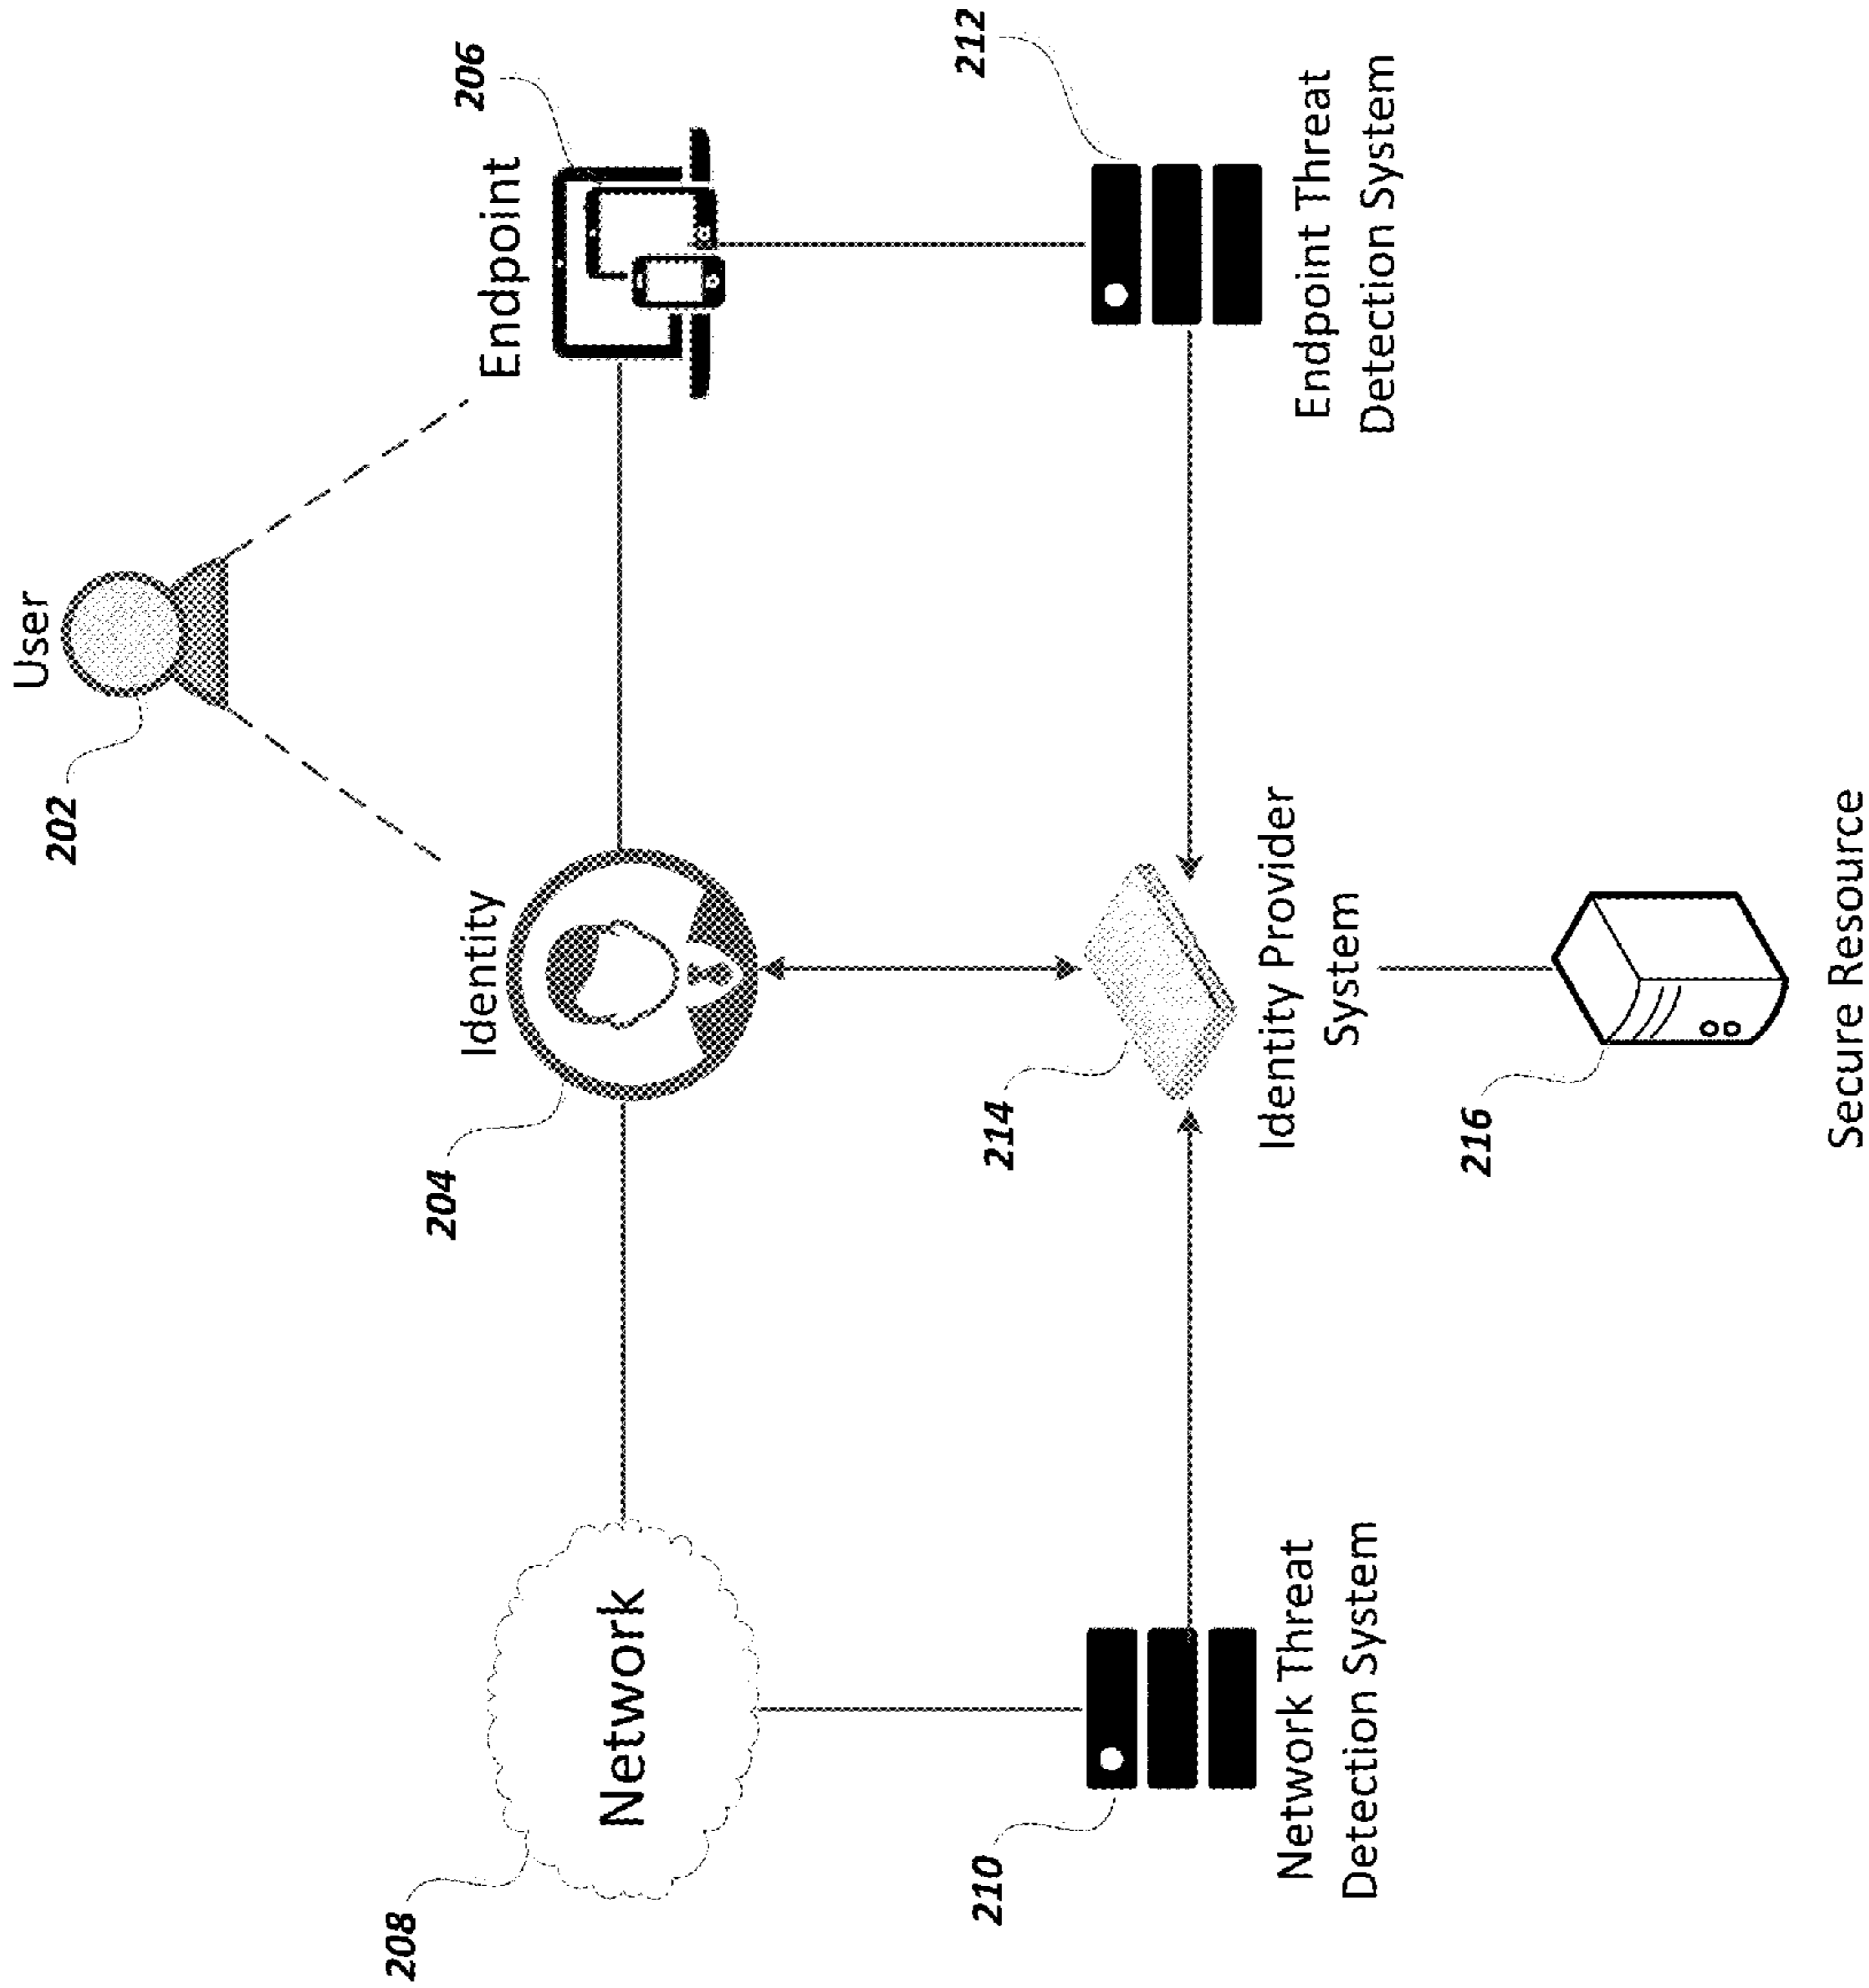 User
202
Identity
Endpoint
206
204
Network
208
212
214
210
Network Threat
Detection System
Identity Provider
System
Endpoint Threat
Detection System
216
Secure Resource